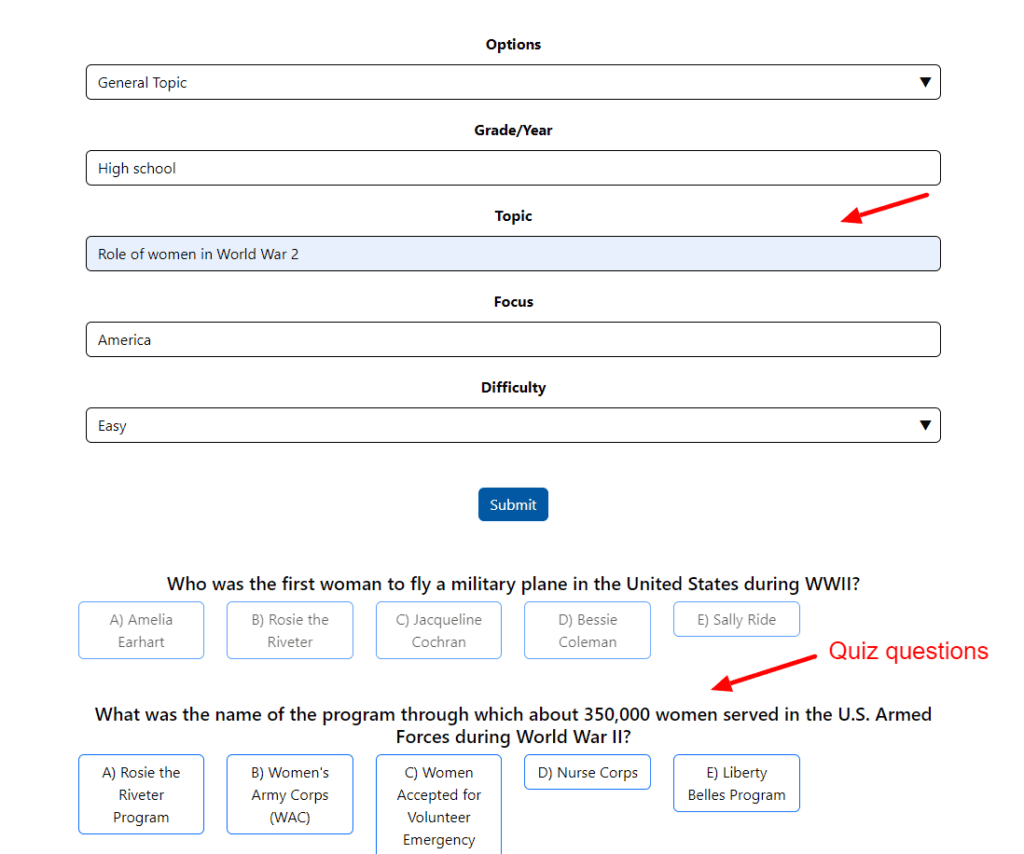 Options
General Topic
Grade/Year
High school
Topic
Role of women in World War 2
Focus
America
Difficulty
Easy
Submit
Who was the first woman to fly a military plane in the United States during WWII?
A) Amelia
Earhart
B) Rosie the
Riveter
C) Jacqueline
Cochran
D) Bessie
Coleman
E) Sally Ride
Quiz questions
What was the name of the program through which about 350,000 women served in the U.S. Armed
Forces during World War II?
A) Rosie the
Riveter
Program
B) Women's
Army Corps
(WAC)
C) Women
Accepted for
Volunteer
Emergency
D) Nurse Corps
E) Liberty
Belles Program